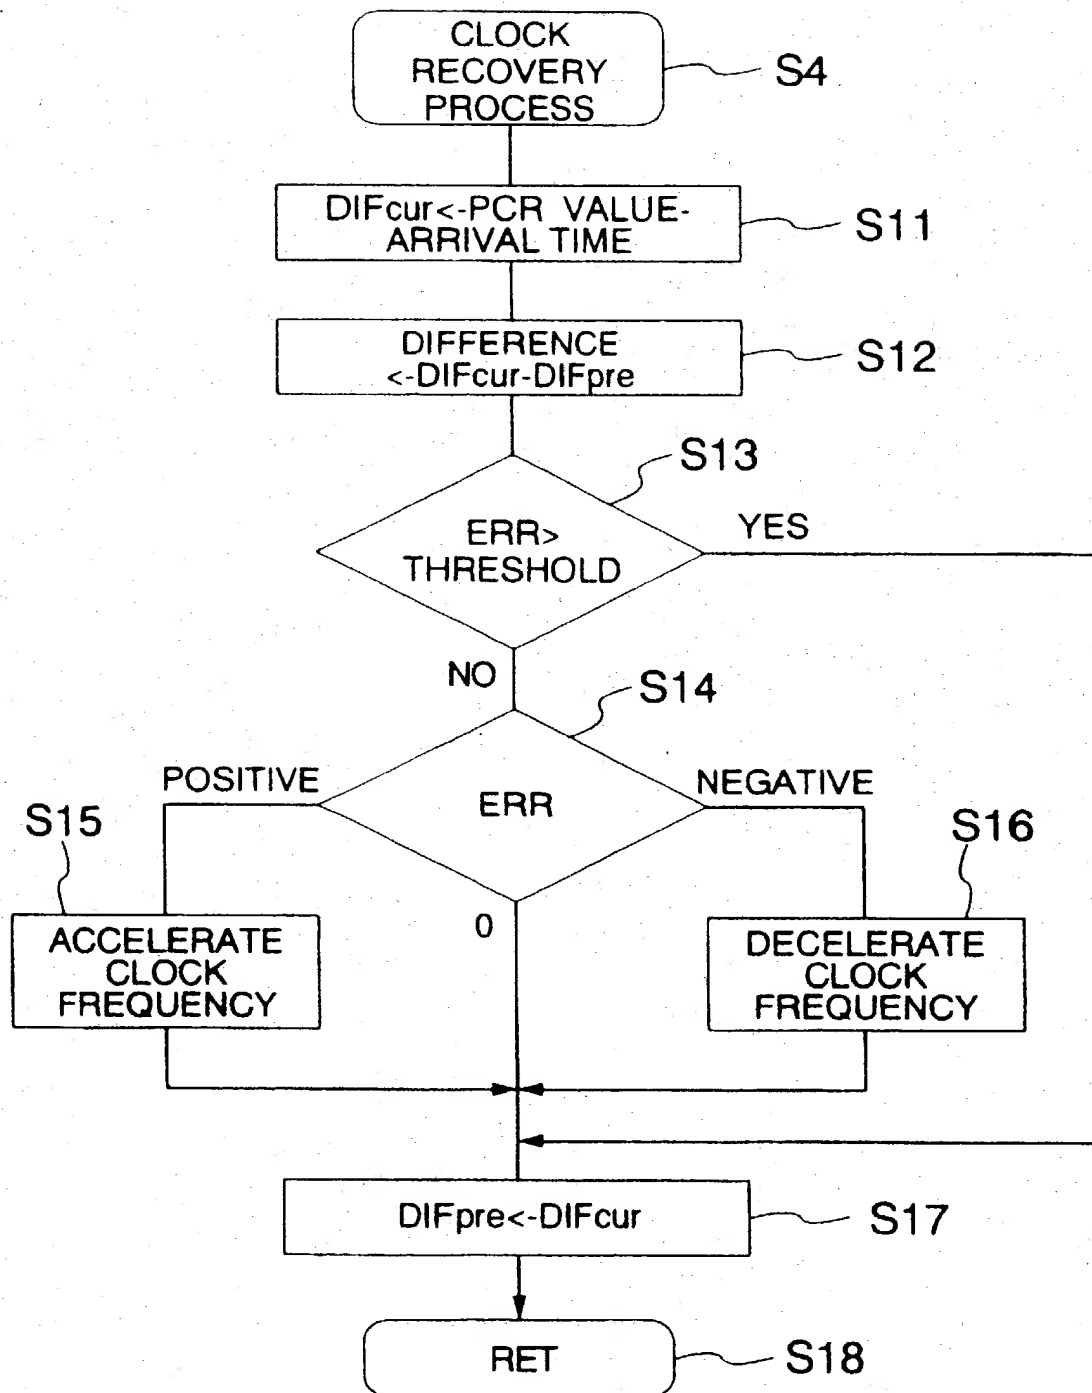 CLOCK
RECOVERY
PROCESS
S4
DIFcur<-PCR VALUE-
ARRIVAL TIME
S11
DIFFERENCE
<-DIFcur-DIFpre
S12
S13
ERR>
THRESHOLD
YES
NO
S14
POSITIVE
ERR
NEGATIVE
S15
S16
0
ACCELERATE
CLOCK
FREQUENCY
DECELERATE
CLOCK
FREQUENCY
DIFpre<-DIFcur
S17
RET
S18